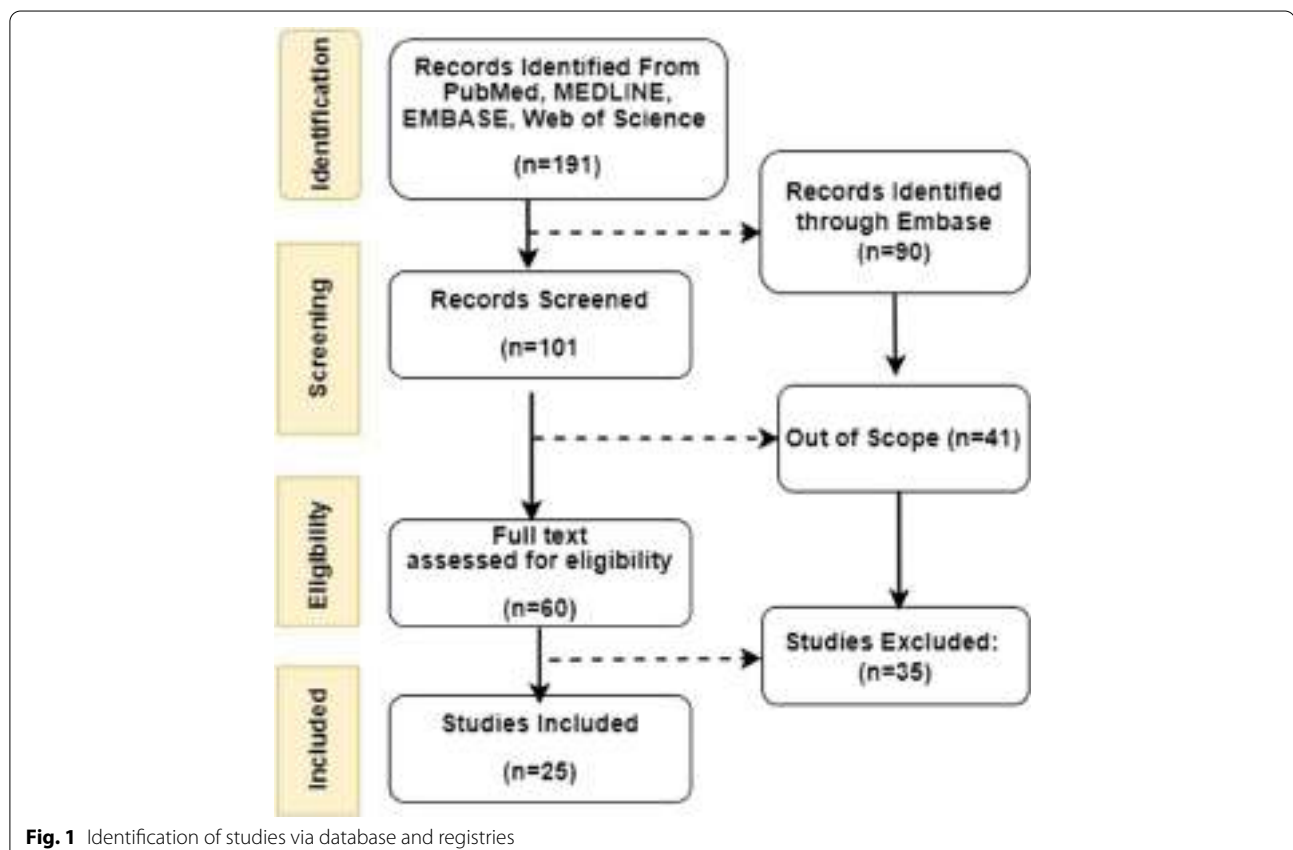 Identification
Records Identified From
PubMed, MEDLINE,
EMBASE, Web of Science
(n=191)
Records Identified
through Embase
(n=90)
Screening
Records Screened
(n=101
Out of Scope (n=41)
Eligibility
Full text
assessed for eligibility
(n=60)
Studies Excluded:
(n=35)
Included
Studies Included
(n=25)
Fig. 1 Identification of studies via database and registries